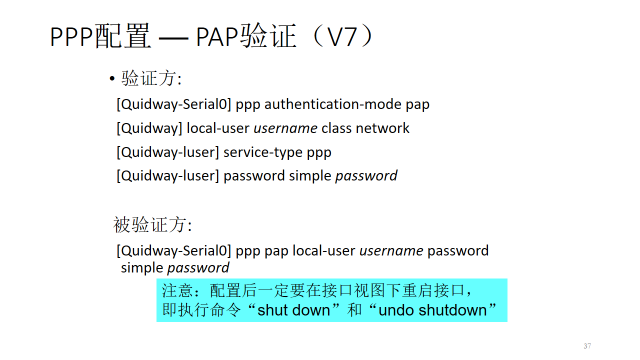 PPP配置 — PAP验证（V7）
• 验证方:
[Quidway-Serial0] ppp authentication-mode pap
[Quidway] local-user username class network
[Quidway-luser] service-type ppp
[Quidway-luser] password simple password
被验证方:
[Quidway-Serial0] ppp pap local-user username password
simple password
注意：配置后一定要在接口视图下重启接口，
即执行命令“shut down”和“undo shutdown”
37